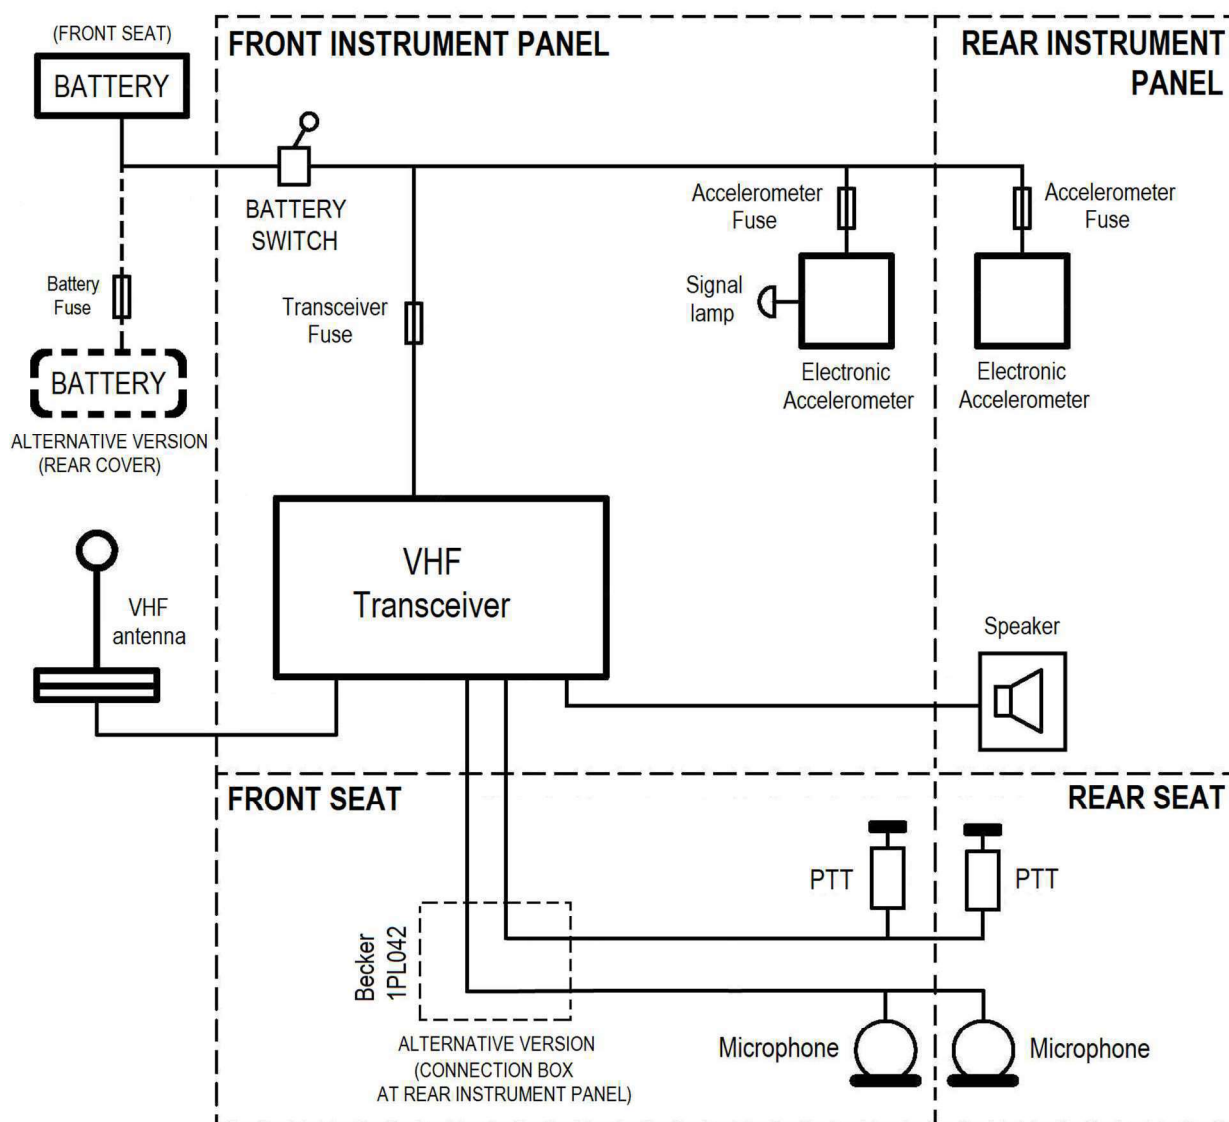 (FRONT SEAT)
BATTERY
FRONT INSTRUMENT PANEL
REAR INSTRUMENT
PANEL
BATTERY
SWITCH
Accelerometer
Fuse
Accelerometer
Fuse
Battery
Fuse
Transceiver
Fuse
Signal
lamp
BATTERY
ALTERNATIVE VERSION
(REAR COVER)
Electronic
Accelerometer
Electronic
Accelerometer
VHF
Transceiver
VHF
antenna
Speaker
FRONT SEAT
REAR SEAT
PTT
PTT
Becker
1PL042
ALTERNATIVE VERSION
(CONNECTION BOX
AT REAR INSTRUMENT PANEL)
Microphone
Microphone